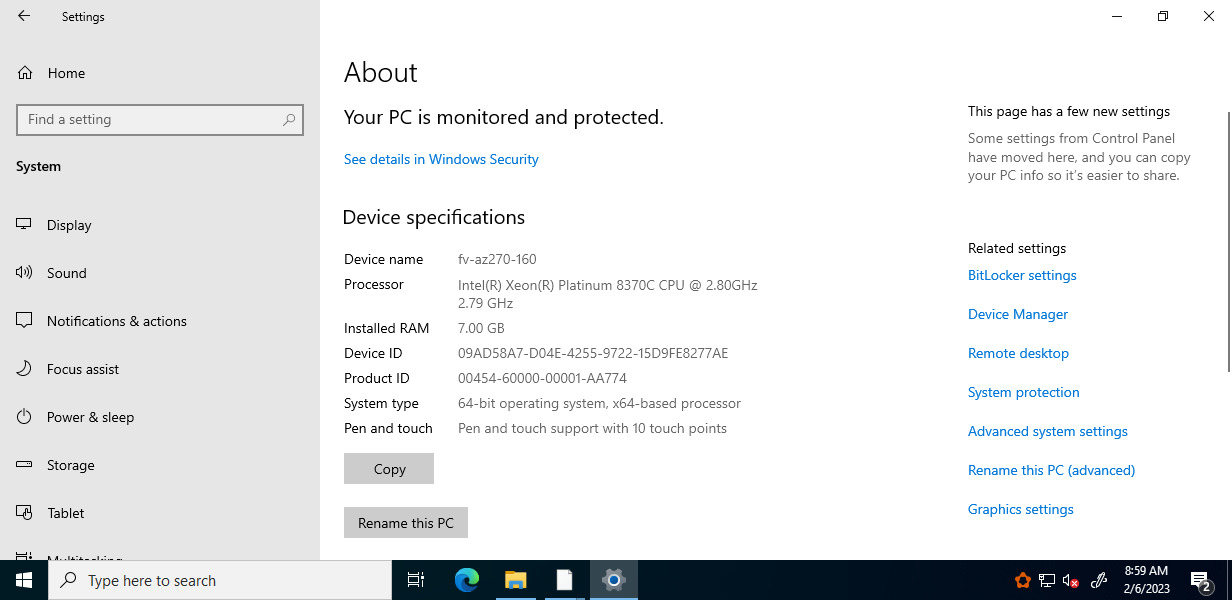 Settings
Home
Find a setting
System
Display
Sound
Notifications & actions
Focus assist
Power & sleep
Storage
Tablet
Multitasking
About
Your PC is monitored and protected.
See details in Windows Security
Device specifications
Device name fv-az270-160
Processor Intel(R) Xeon(R) Platinum 8370C CPU @ 2.80GHz
2.79 GHz
Installed RAM 7.00 GB
Device ID 09AD58A7-D04E-4255-9722-15D9FE8277AE
Product ID 00454-60000-00001-AA774
System type 64-bit operating system, x64-based processor
Pen and touch Pen and touch support with 10 touch points
Copy
Rename this PC
This page has a few new settings
Some settings from Control Panel
have moved here, and you can copy
your PC info so it’s easier to share.
Related settings
BitLocker settings
Device Manager
Remote desktop
System protection
Advanced system settings
Rename this PC (advanced)
Graphics settings
Type here to search
8:59 AM
2/6/2023
2